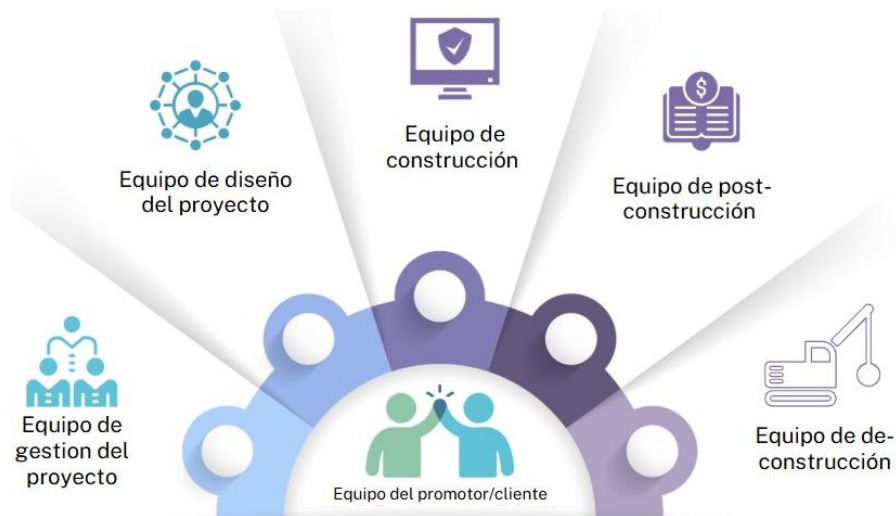 Equipo de
construcción
Equipo de diseño
del proyecto
Equipo de post-
construcción
$
Equipo de
gestion del
proyecto
Equipo de de-
construcción
Equipo del promotor/cliente